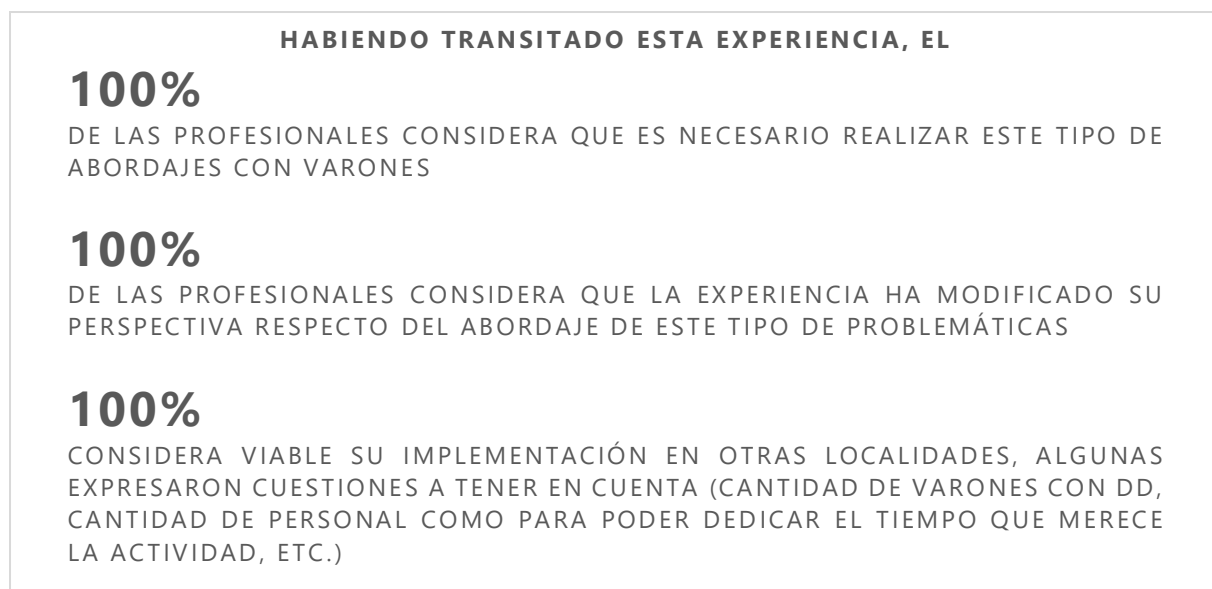 HABIENDO TRANSITADO ESTA EXPERIENCIA, EL
100%
DE LAS PROFESIONALES CONSIDERA QUE ES NECESARIO REALIZAR ESTE TIPO DE
ABORDAJES CON VARONES
100%
DE LAS PROFESIONALES CONSIDERA QUE LA EXPERIENCIA HA MODIFICADO SU
PERSPECTIVA RESPECTO DEL ABORDAJE DE ESTE TIPO DE PROBLEMÁTICAS
100%
CONSIDERA VIABLE SU IMPLEMENTACIÓN EN OTRAS LOCALIDADES, ALGUNAS
EXPRESARON CUESTIONES A TENER EN CUENTA (CANTIDAD DE VARONES CON DD,
CANTIDAD DE PERSONAL COMO PARA PODER DEDICAR EL TIEMPO QUE MERECE
LA ACTIVIDAD, ETC.)